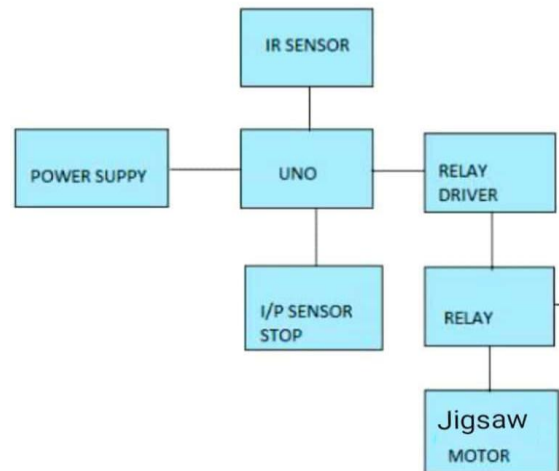 IR SENSOR
POWER SUPPY
UNO
RELAY
DRIVER
I/P SENSOR
STOP
RELAY
Jigsaw
MOTOR